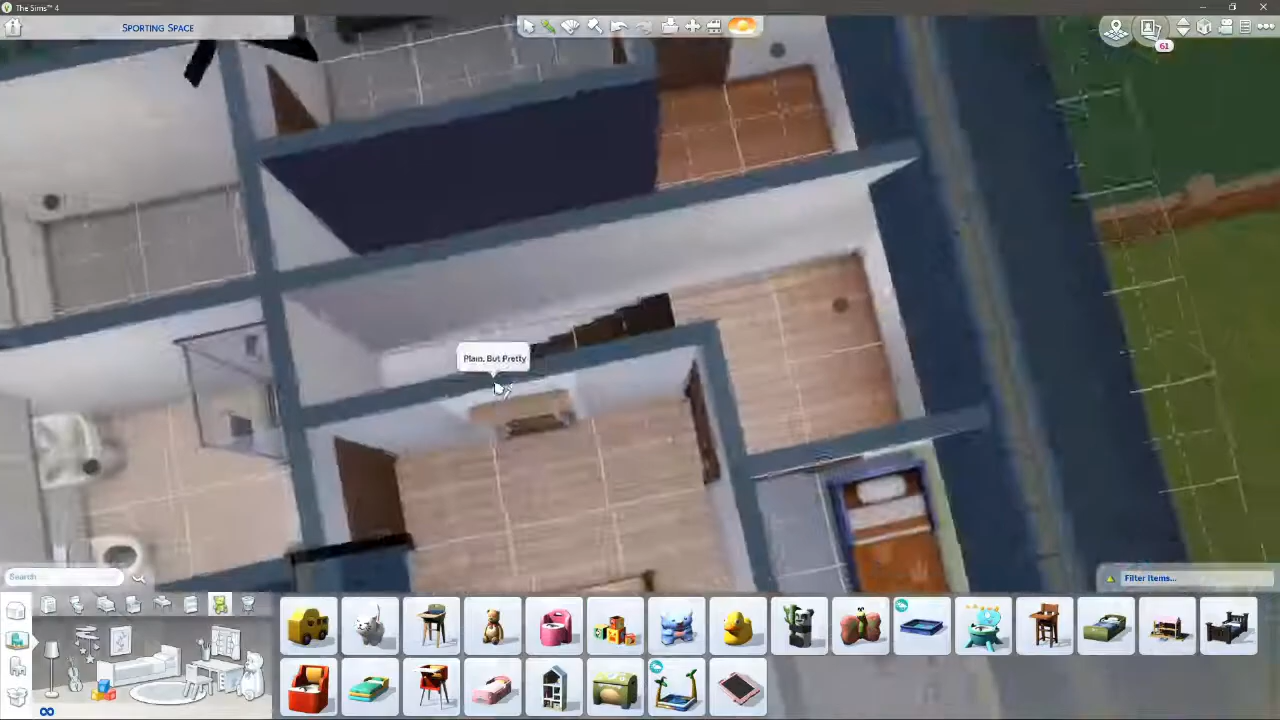 The Sims™ 4
SPORTING SPACE
61
Plain, But Pretty
Search
Filter Items...